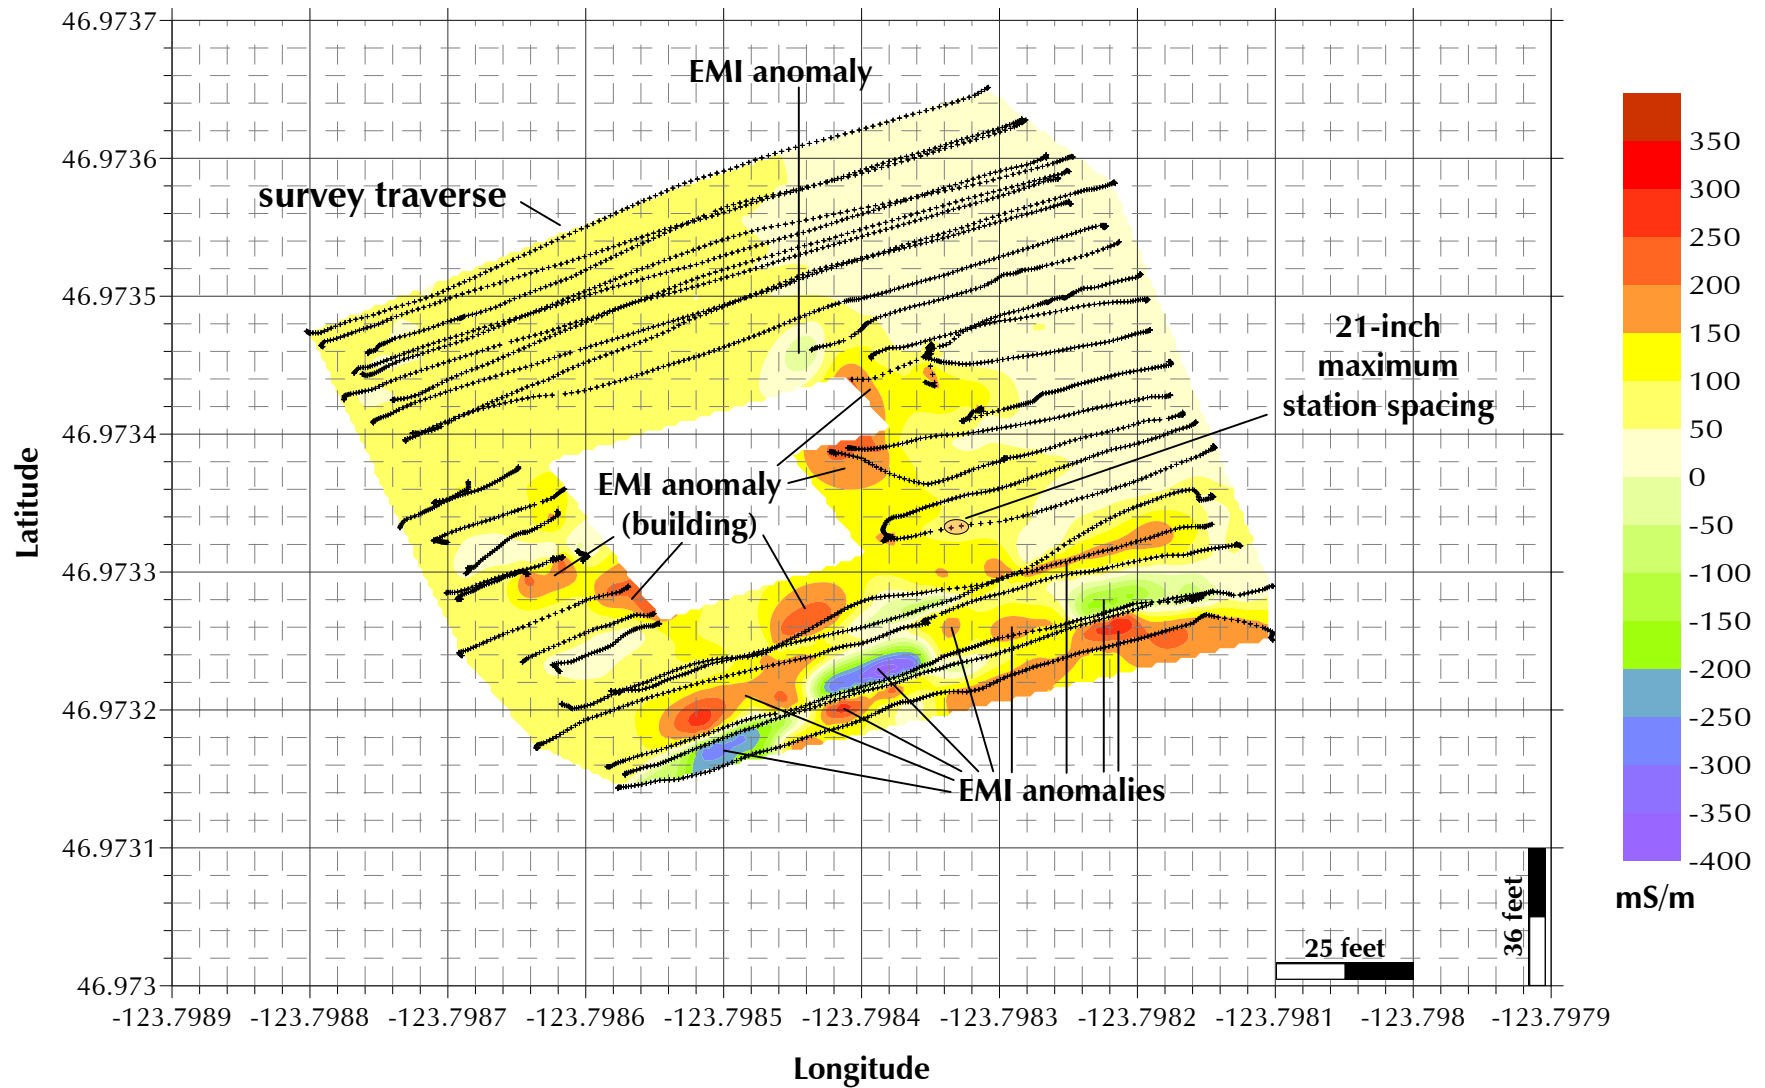 46.9737
EMI anomaly
46.9736
survey traverse
46.9735
21-inch
maximum
station spacing
46.9734
EMI anomaly
(building)
46.9733
46.9732
EMI anomalies
46.9731
46.973
Latitude
-123.7989
-123.7988
-123.7987
-123.7986
-123.7985
-123.7984
-123.7983
-123.7982
-123.7981
-123.798
-123.7979
Longitude
25 feet
36 feet
350
300
250
200
150
100
50
0
-50
-100
-150
-200
-250
-300
-350
-400
mS/m